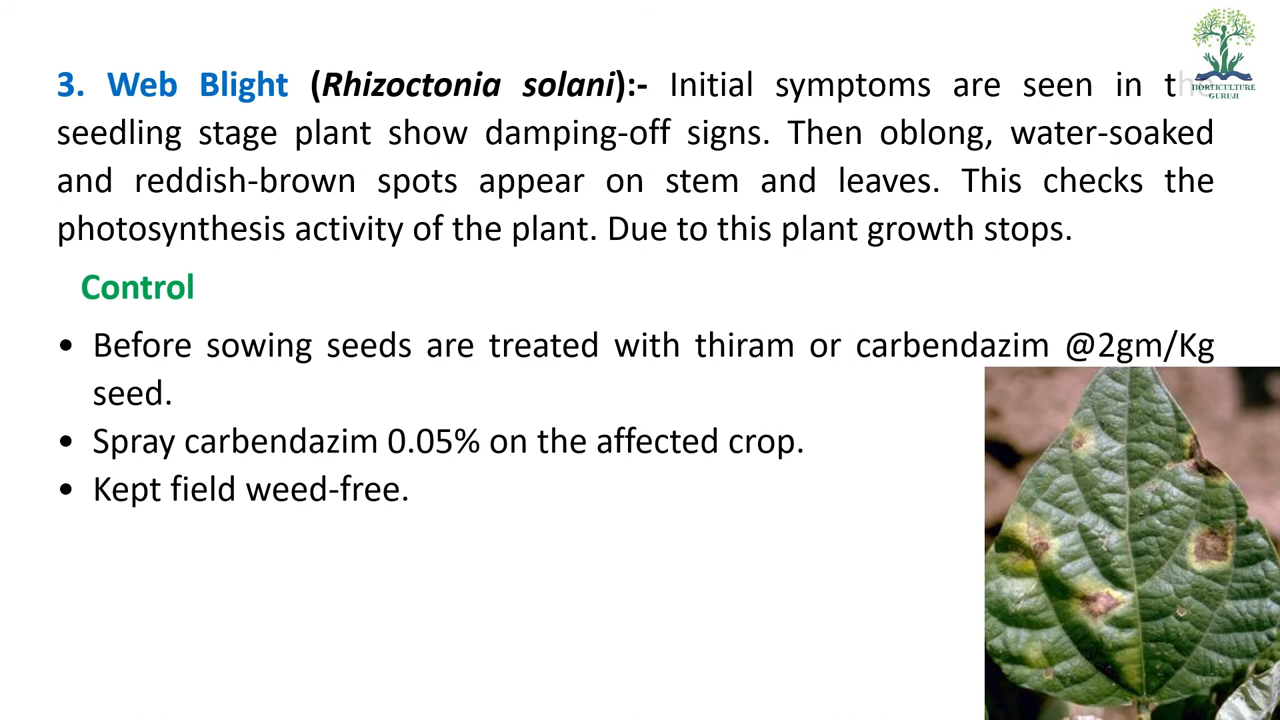 3. Web Blight (Rhizoctonia solani):- Initial symptoms are seen in the
seedling stage plant show damping-off signs. Then oblong, water-soaked
and reddish-brown spots appear on stem and leaves. This checks the
photosynthesis activity of the plant. Due to this plant growth stops.
Control
• Before sowing seeds are treated with thiram or carbendazim @2gm/Kg
seed.
• Spray carbendazim 0.05% on the affected crop.
• Kept field weed-free.
HORTICULTURE
GURUJI